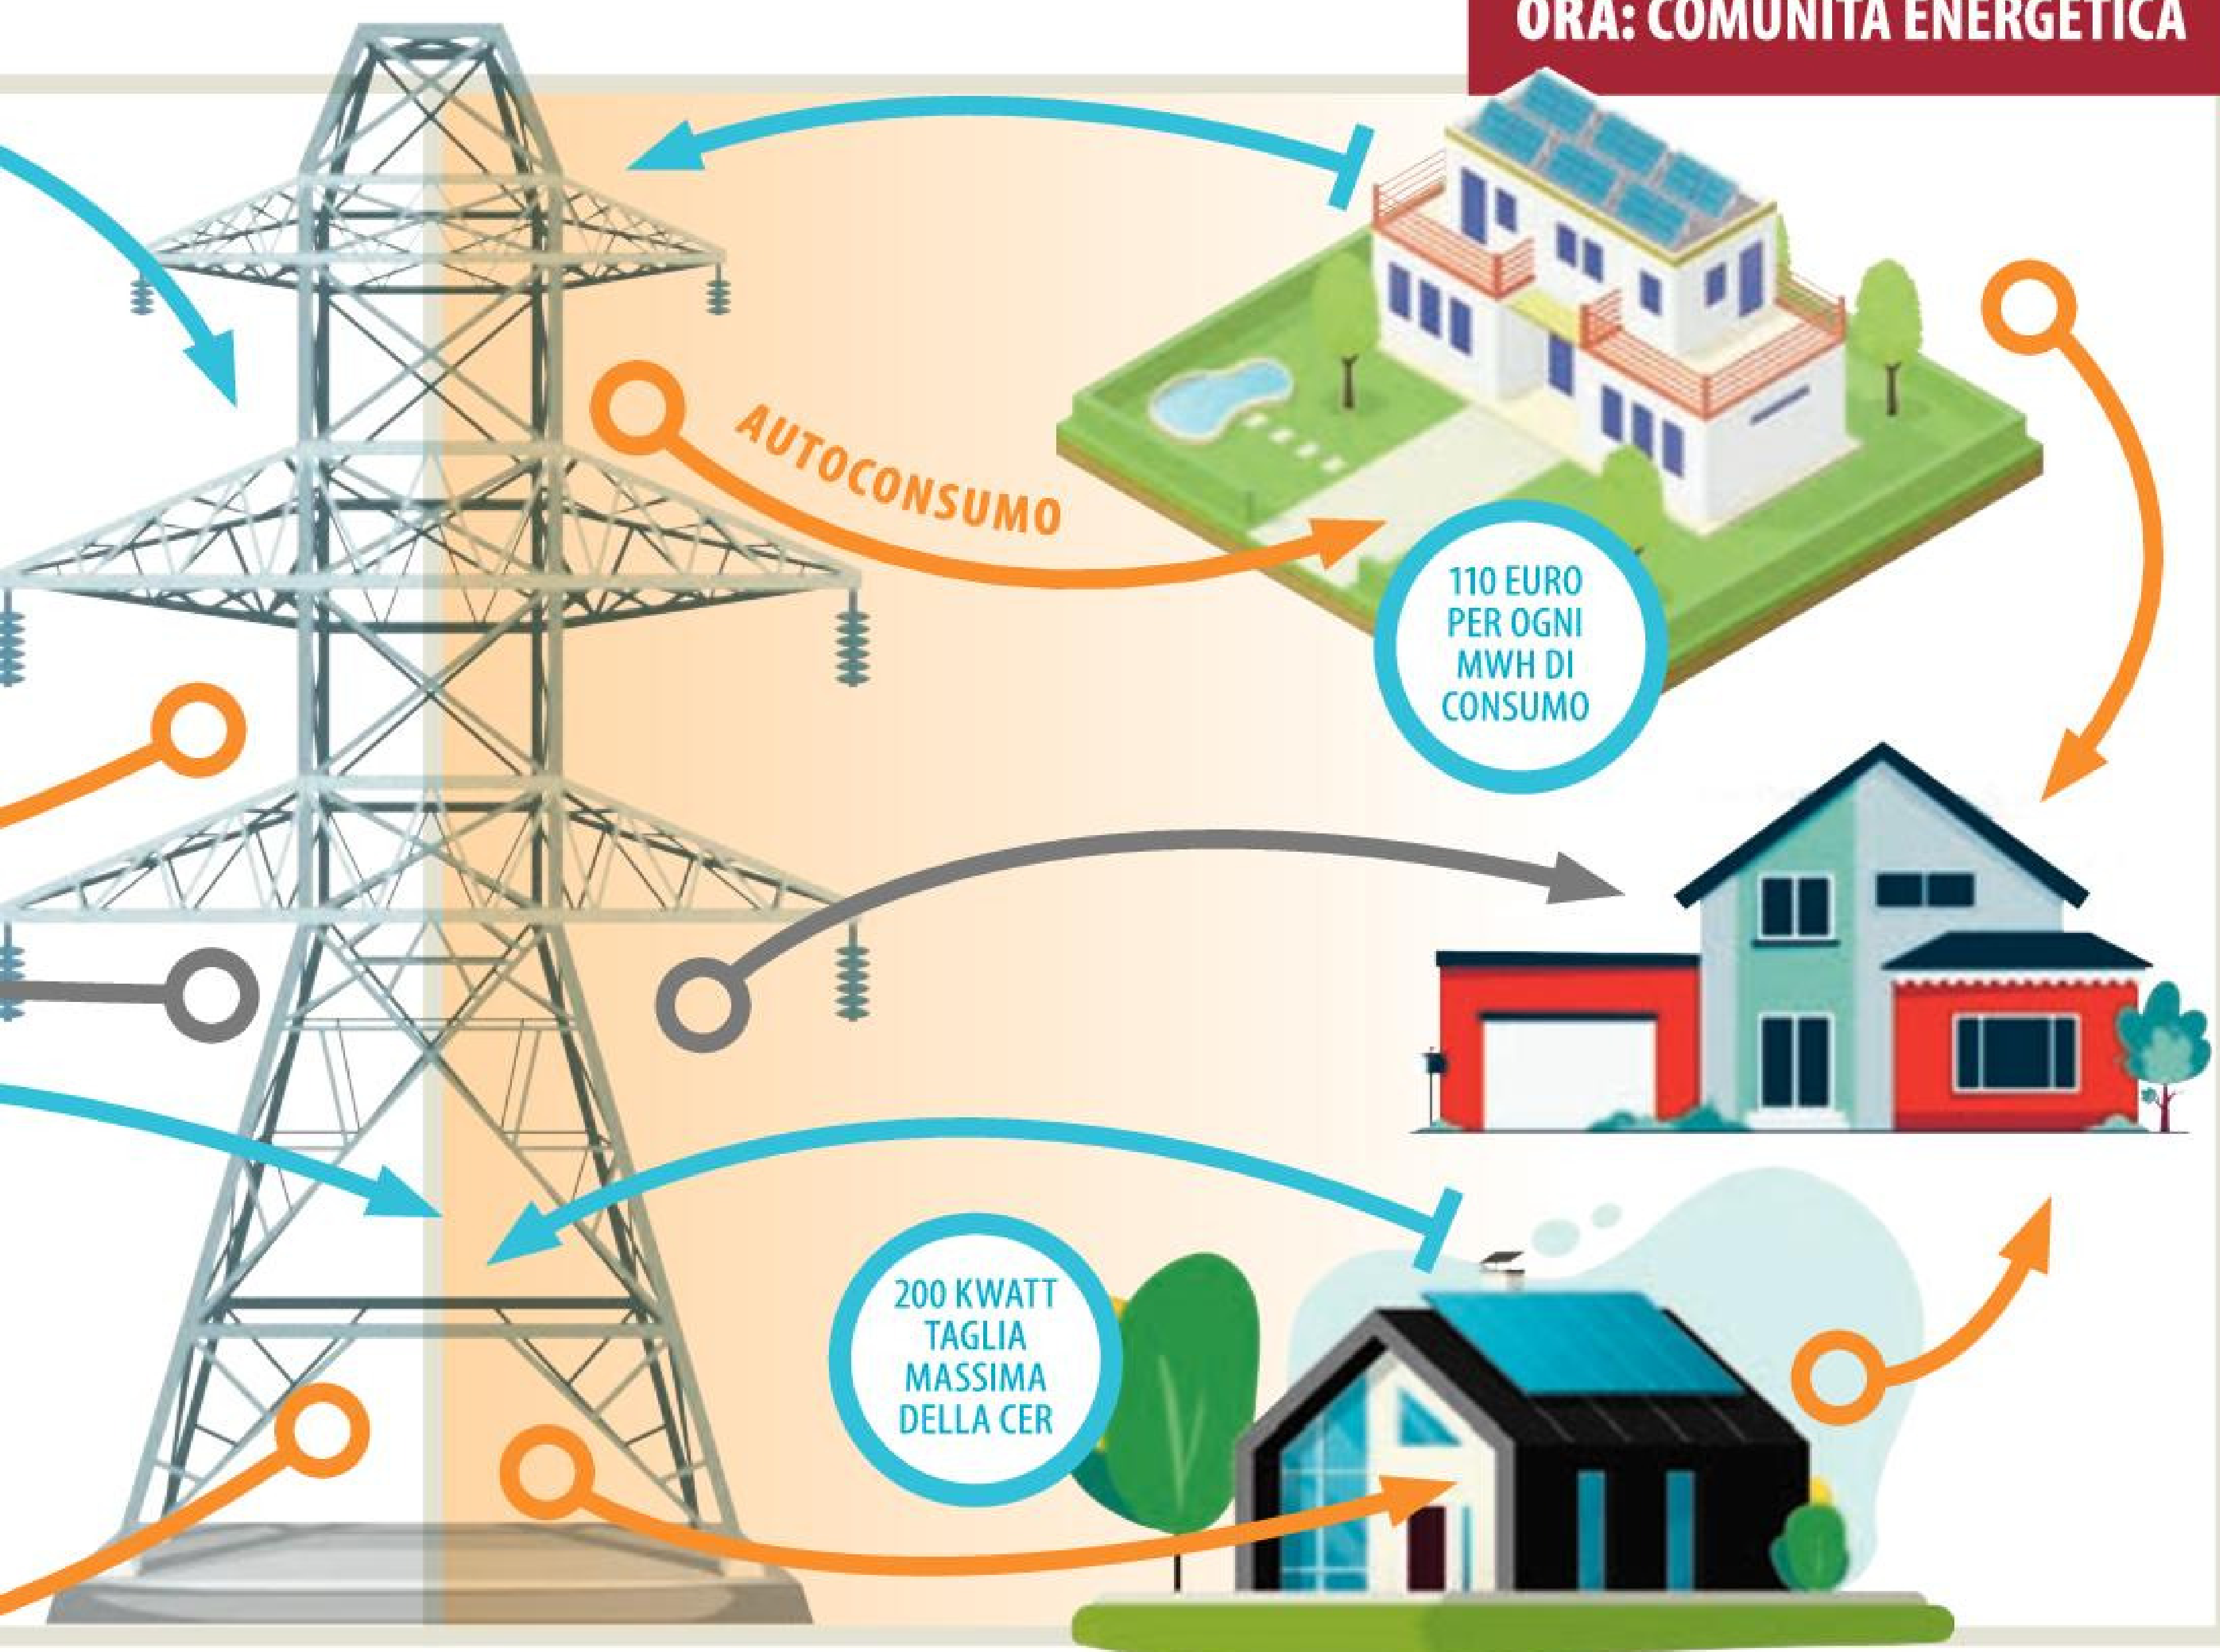 ORA: COMUNITÀ ENERGETICA
AUTOCONSUMO
110 EURO
PER OGNI
MWH DI
CONSUMO
200 KWATT
TAGLIA
MASSIMA
DELLA CER